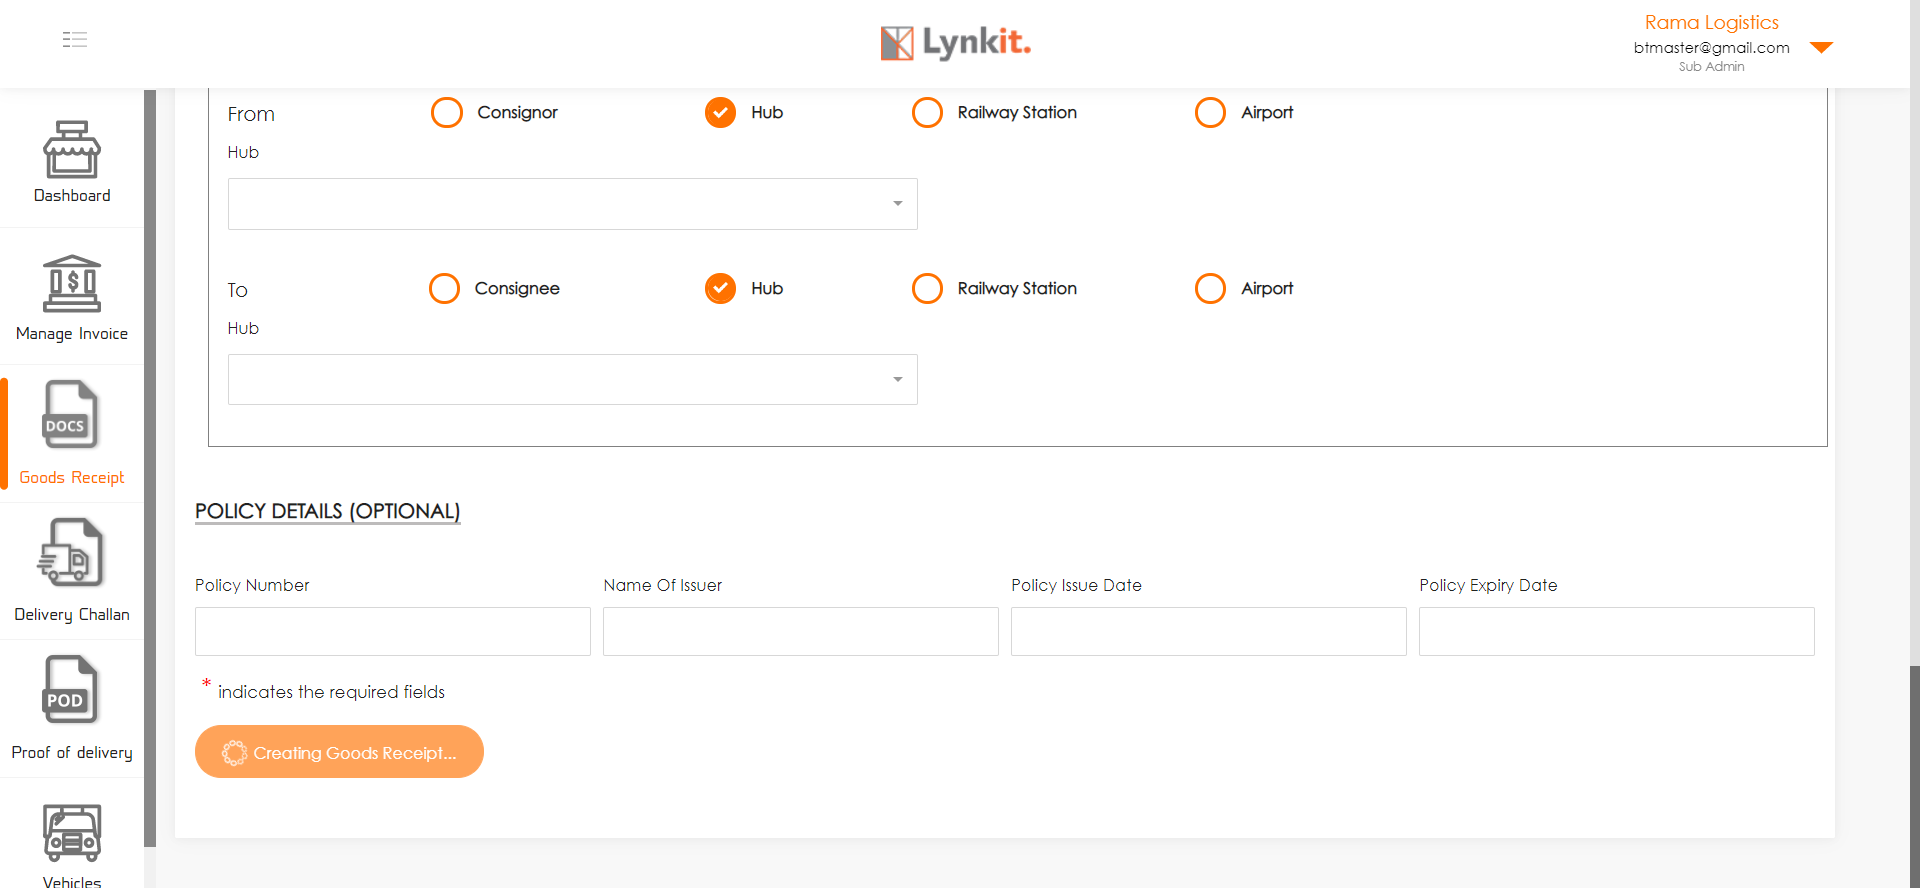 Lynkit.
Rama Logistics
btmaster@gmail.com
Sub Admin
Dashboard
Manage Invoice
DOCS
Goods Receipt
Delivery Challan
POD
Proof of delivery
Vehicles
From Consignor Hub Railway Station Airport
Hub
To Consignee Hub Railway Station Airport
Hub
POLICY DETAILS (OPTIONAL)
Policy Number Name Of Issuer Policy Issue Date Policy Expiry Date
* indicates the required fields
Creating Goods Receipt...